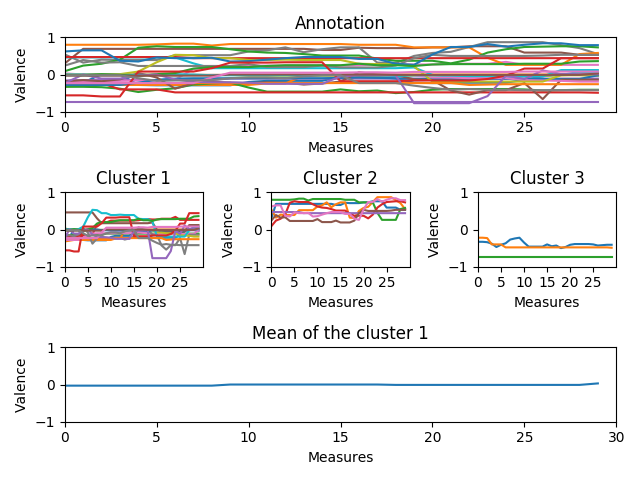 Annotation
Valence
1
0
−1
0 5 10 15 20 25
Measures
Cluster 1 Cluster 2 Cluster 3
Valence Valence Valence
1 1 1
0 0 0
−1 −1 −1
0 5 10 15 20 25 0 5 10 15 20 25 0 5 10 15 20 25
Measures Measures Measures
Mean of the cluster 1
Valence
1
0
−1
0 5 10 15 20 25 30
Measures